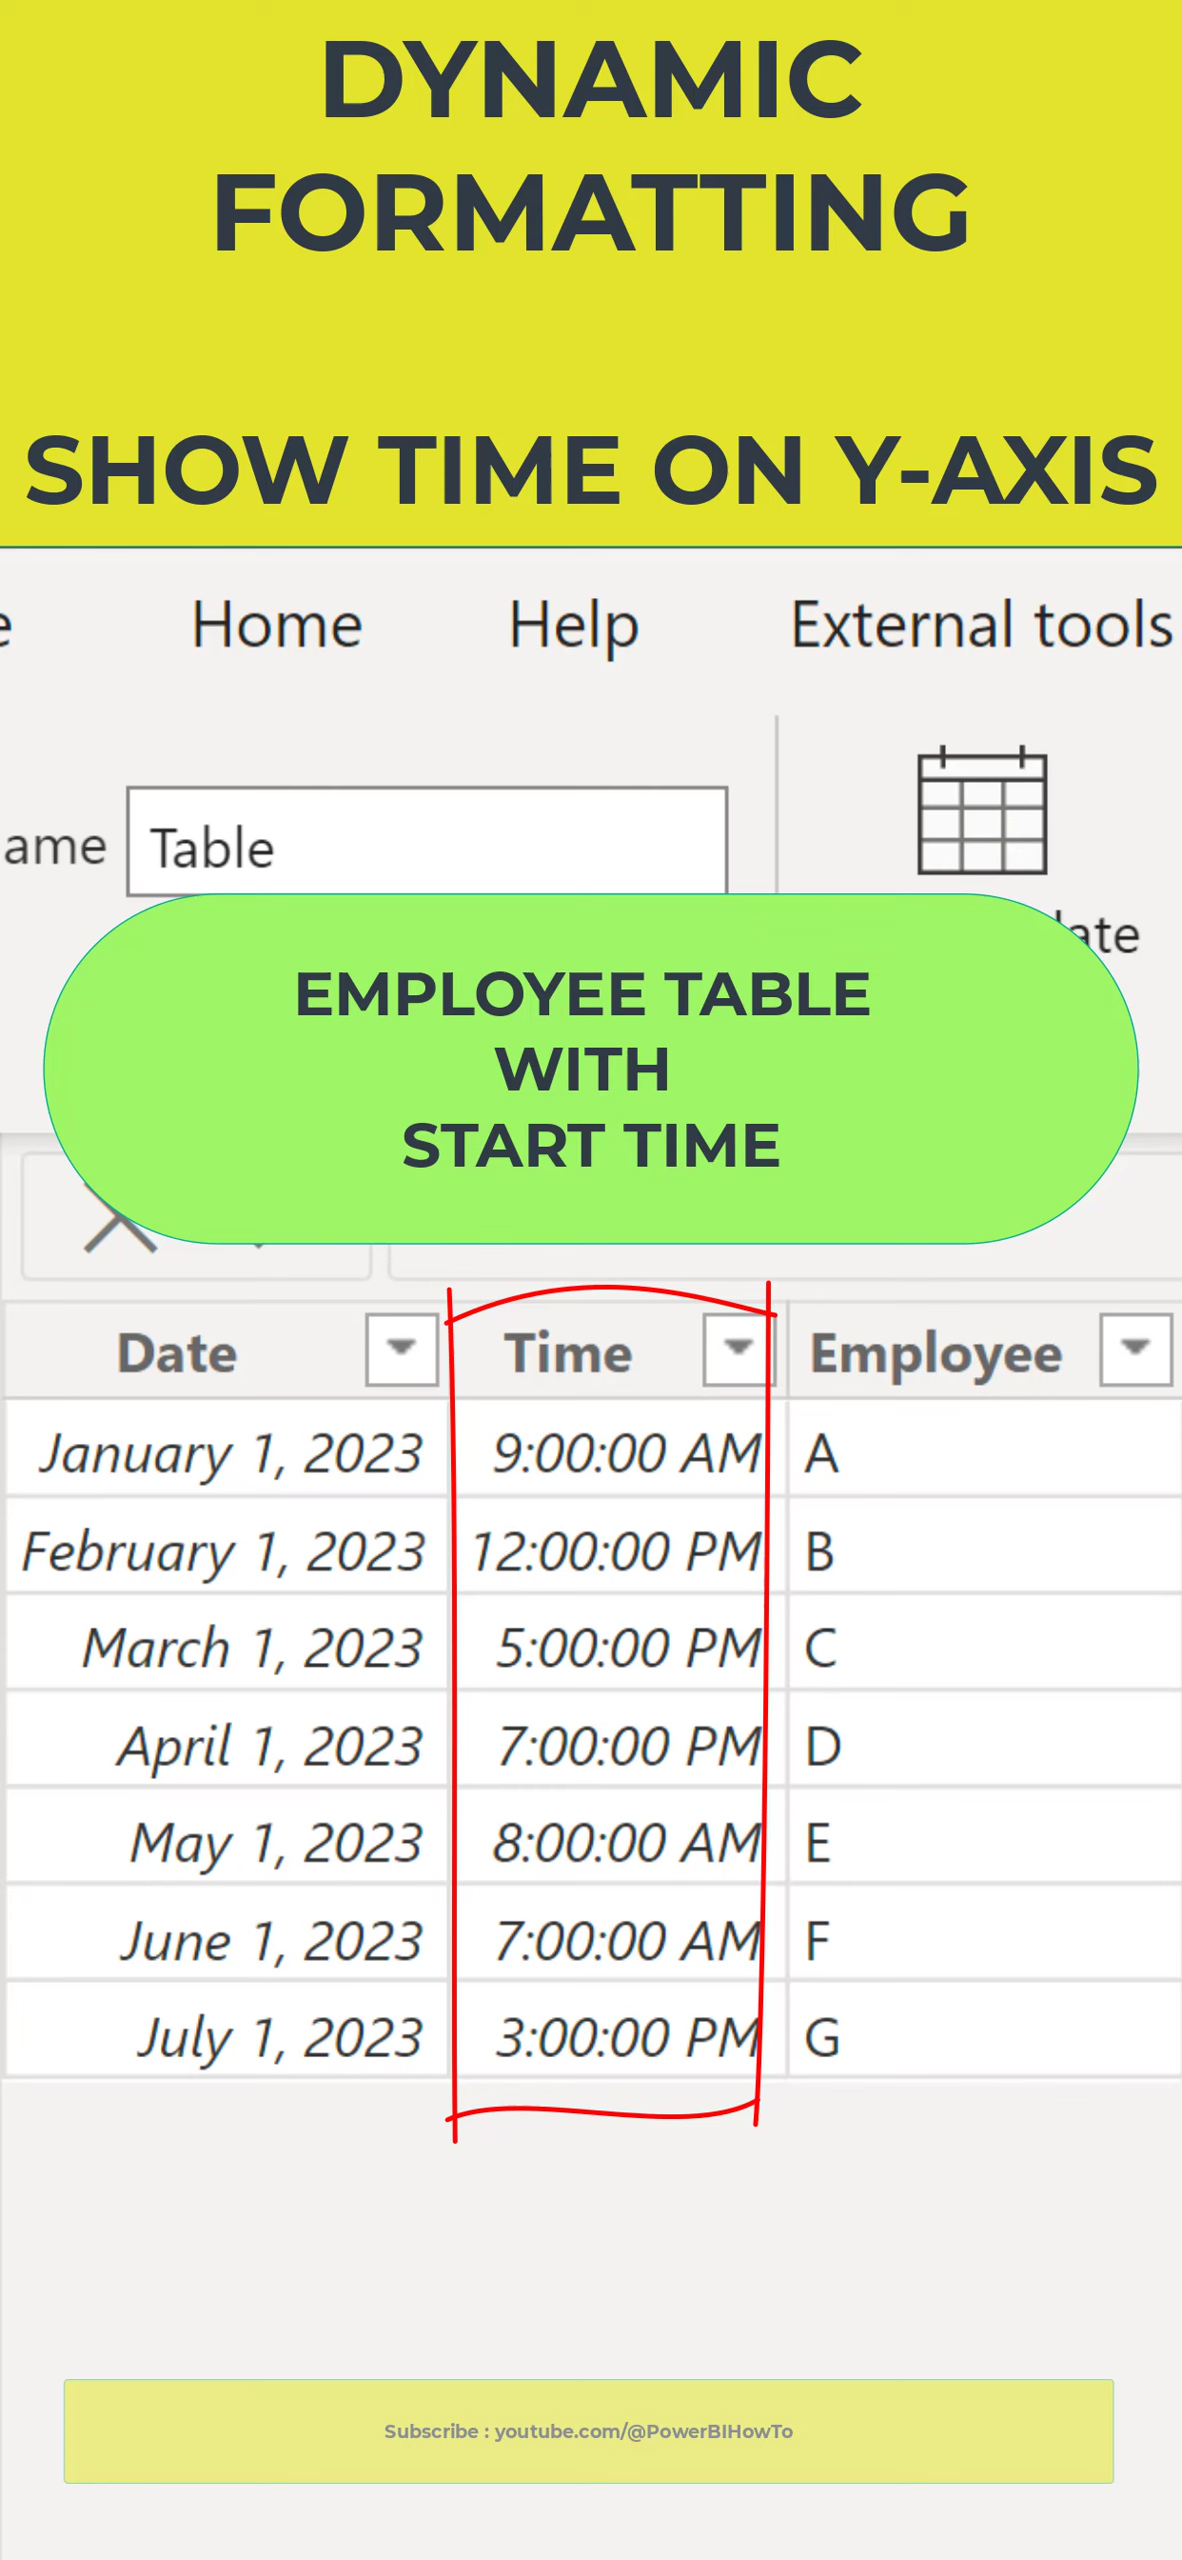 DYNAMIC
FORMATTING
SHOW TIME ON Y-AXIS
e Home Help External tools
ame Table
ate
EMPLOYEE TABLE
WITH
START TIME
Date Time Employee
January 1, 2023 9:00:00 AM A
February 1, 2023 12:00:00 PM B
March 1, 2023 5:00:00 PM C
April 1, 2023 7:00:00 PM D
May 1, 2023 8:00:00 AM E
June 1, 2023 7:00:00 AM F
July 1, 2023 3:00:00 PM G
Subscribe : youtube.com/@PowerBIHowTo